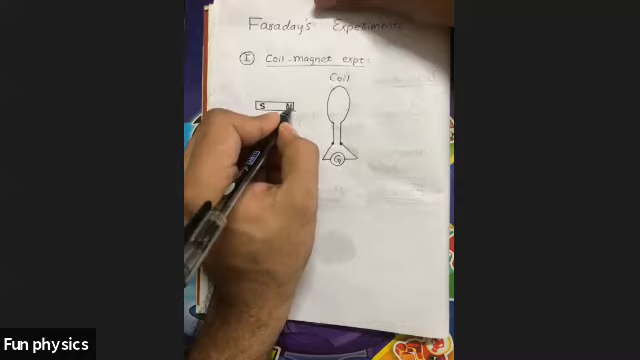 Faraday's Experiment
I Coil-magnet expt:
Coil
S N
G
Fun physics